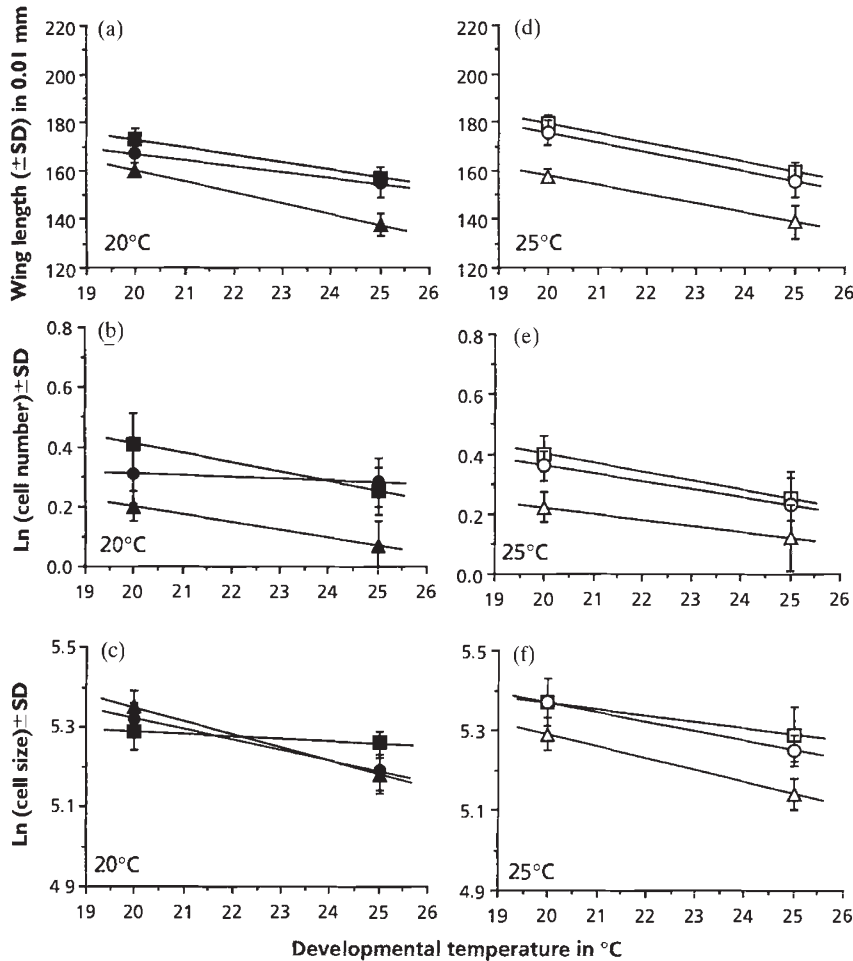 (a)
Wing length (±SD) in 0.01 mm
220
200
180
160
140
120
20°C
19 20 21 22 23 24 25 26
(d)
220
200
180
160
140
120
25°C
19 20 21 22 23 24 25 26
(b)
Ln (cell number)±SD
0.8
0.6
0.4
0.2
0.0
20°C
19 20 21 22 23 24 25 26
(e)
0.8
0.6
0.4
0.2
0.0
25°C
19 20 21 22 23 24 25 26
(c)
Ln (cell size)±SD
5.5
5.3
5.1
4.9
20°C
19 20 21 22 23 24 25 26
(f)
5.5
5.3
5.1
4.9
25°C
19 20 21 22 23 24 25 26
Developmental temperature in °C